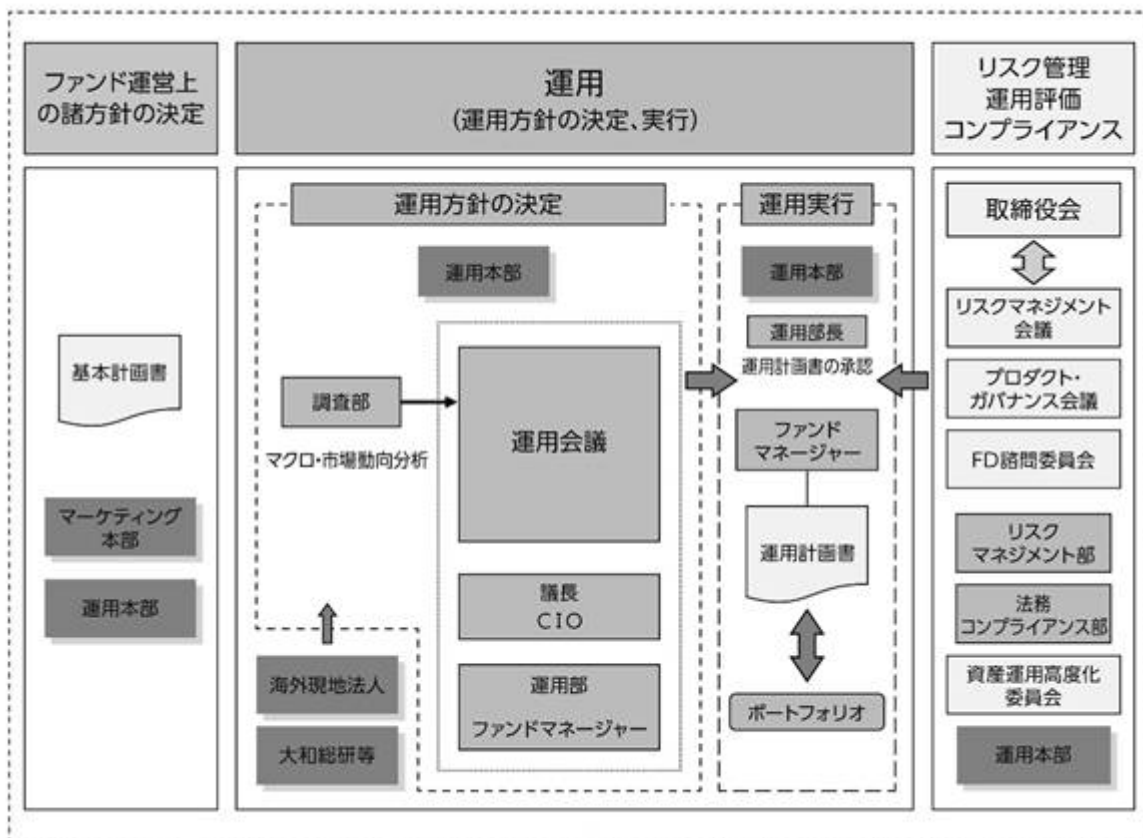 ファンド運営上
の諸方針の決定
運用
(運用方針の決定、実行)
リスク管理
運用評価
コンプライアンス
基本計画書
マーケティング
本部
運用本部
運用方針の決定
運用本部
調査部
マクロ・市場動向分析
運用会議
議長
CIO
運用部
ファンドマネージャー
海外現地法人
大和総研等
運用実行
運用本部
運用部長
運用計画書の承認
ファンド
マネージャー
運用計画書
ポートフォリオ
取締役会
リスクマネジメント
会議
プロダクト・
ガバナンス会議
FD諮問委員会
リスク
マネジメント部
法務
コンプライアンス部
資産運用高度化
委員会
運用本部